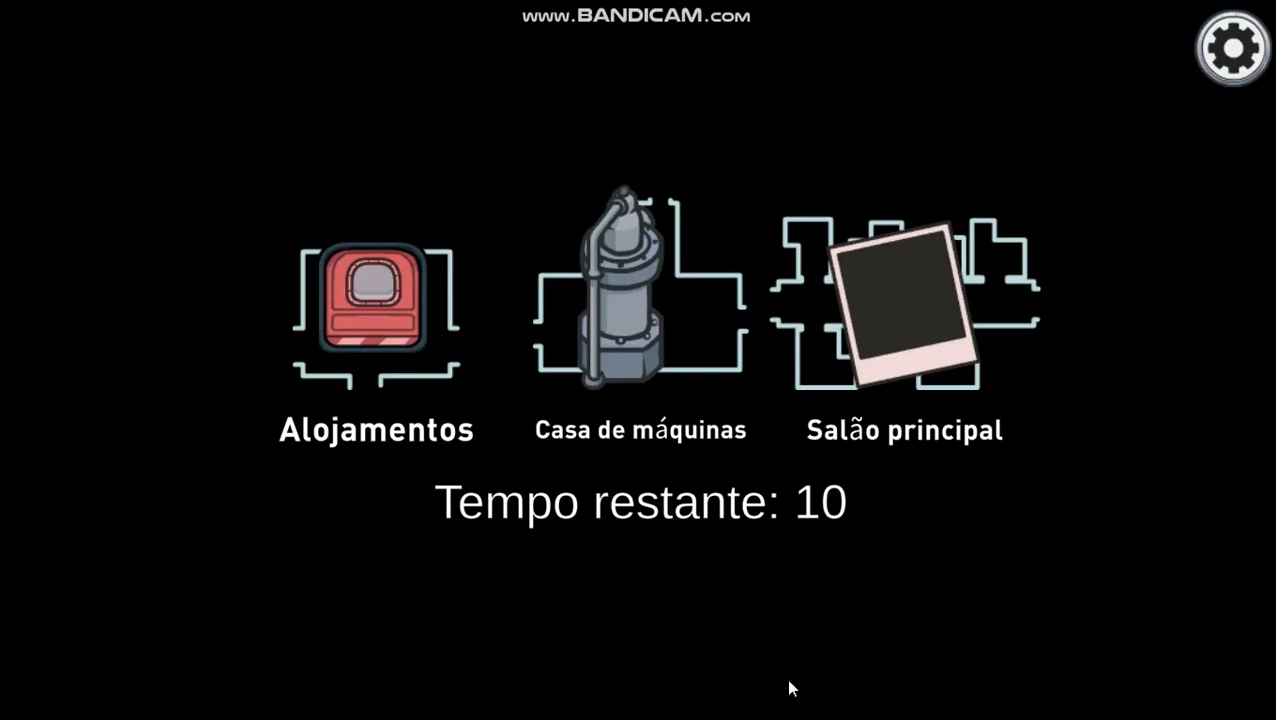 www.BANDICAM.com
Alojamentos
Casa de máquinas
Salão principal
Tempo restante: 10